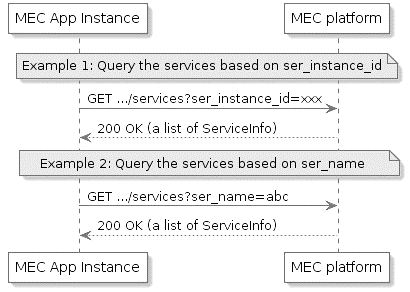 MEC App Instance
MEC platform
Example 1: Query the services based on ser_instance_id
GET .../services?ser_instance_id=xxx
200 OK (a list of ServiceInfo)
Example 2: Query the services based on ser_name
GET .../services?ser_name=abc
200 OK (a list of ServiceInfo)
MEC App Instance
MEC platform